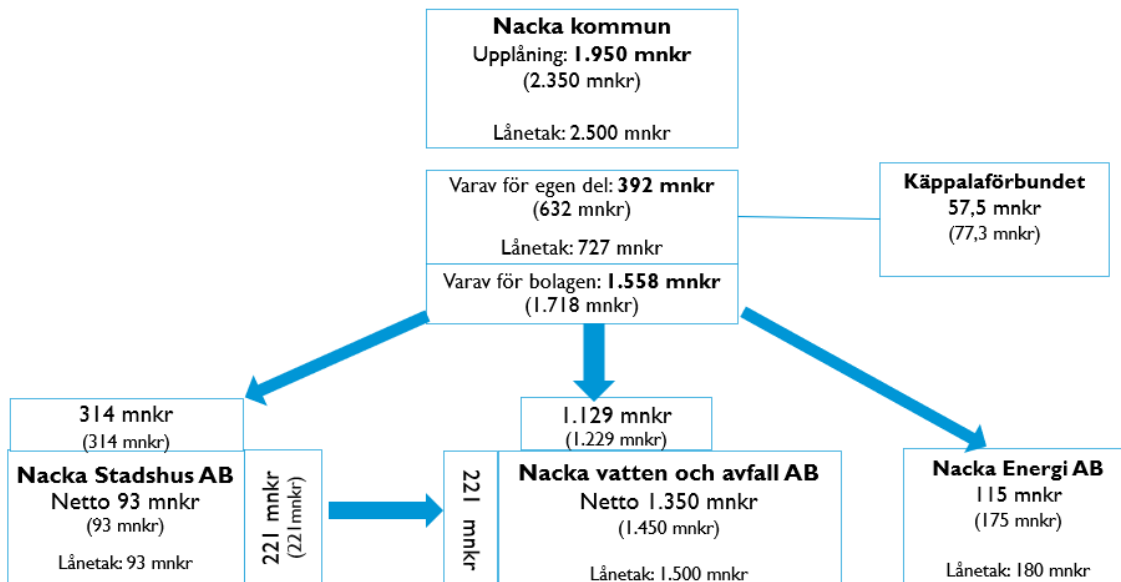 Nacka kommun
Upplåning: 1.950 mnkr
(2.350 mnkr)
Lånetak: 2.500 mnkr
Varav för egen del: 392 mnkr
(632 mnkr)
Lånetak: 727 mnkr
Käppalaförbundet
57,5 mnkr
(77,3 mnkr)
Varav för bolagen: 1.558 mnkr
(1.718 mnkr)
314 mnkr
(314 mnkr)
Nacka Stadshus AB
Netto 93 mnkr
(93 mnkr)
Lånetak: 93 mnkr
221 mnkr
(221mnkr)
221 mnkr
1.129 mnkr
(1.229 mnkr)
Nacka vatten och avfall AB
Netto 1.350 mnkr
(1.450 mnkr)
Lånetak: 1.500 mnkr
Nacka Energi AB
115 mnkr
(175 mnkr)
Lånetak: 180 mnkr